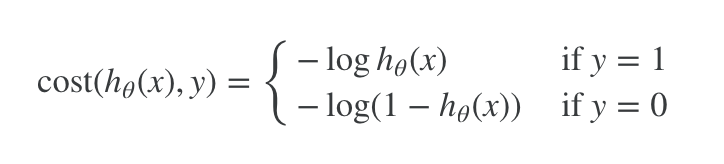 cost(hθ(x), y) = { − log hθ(x) if y = 1
− log(1 − hθ(x)) if y = 0